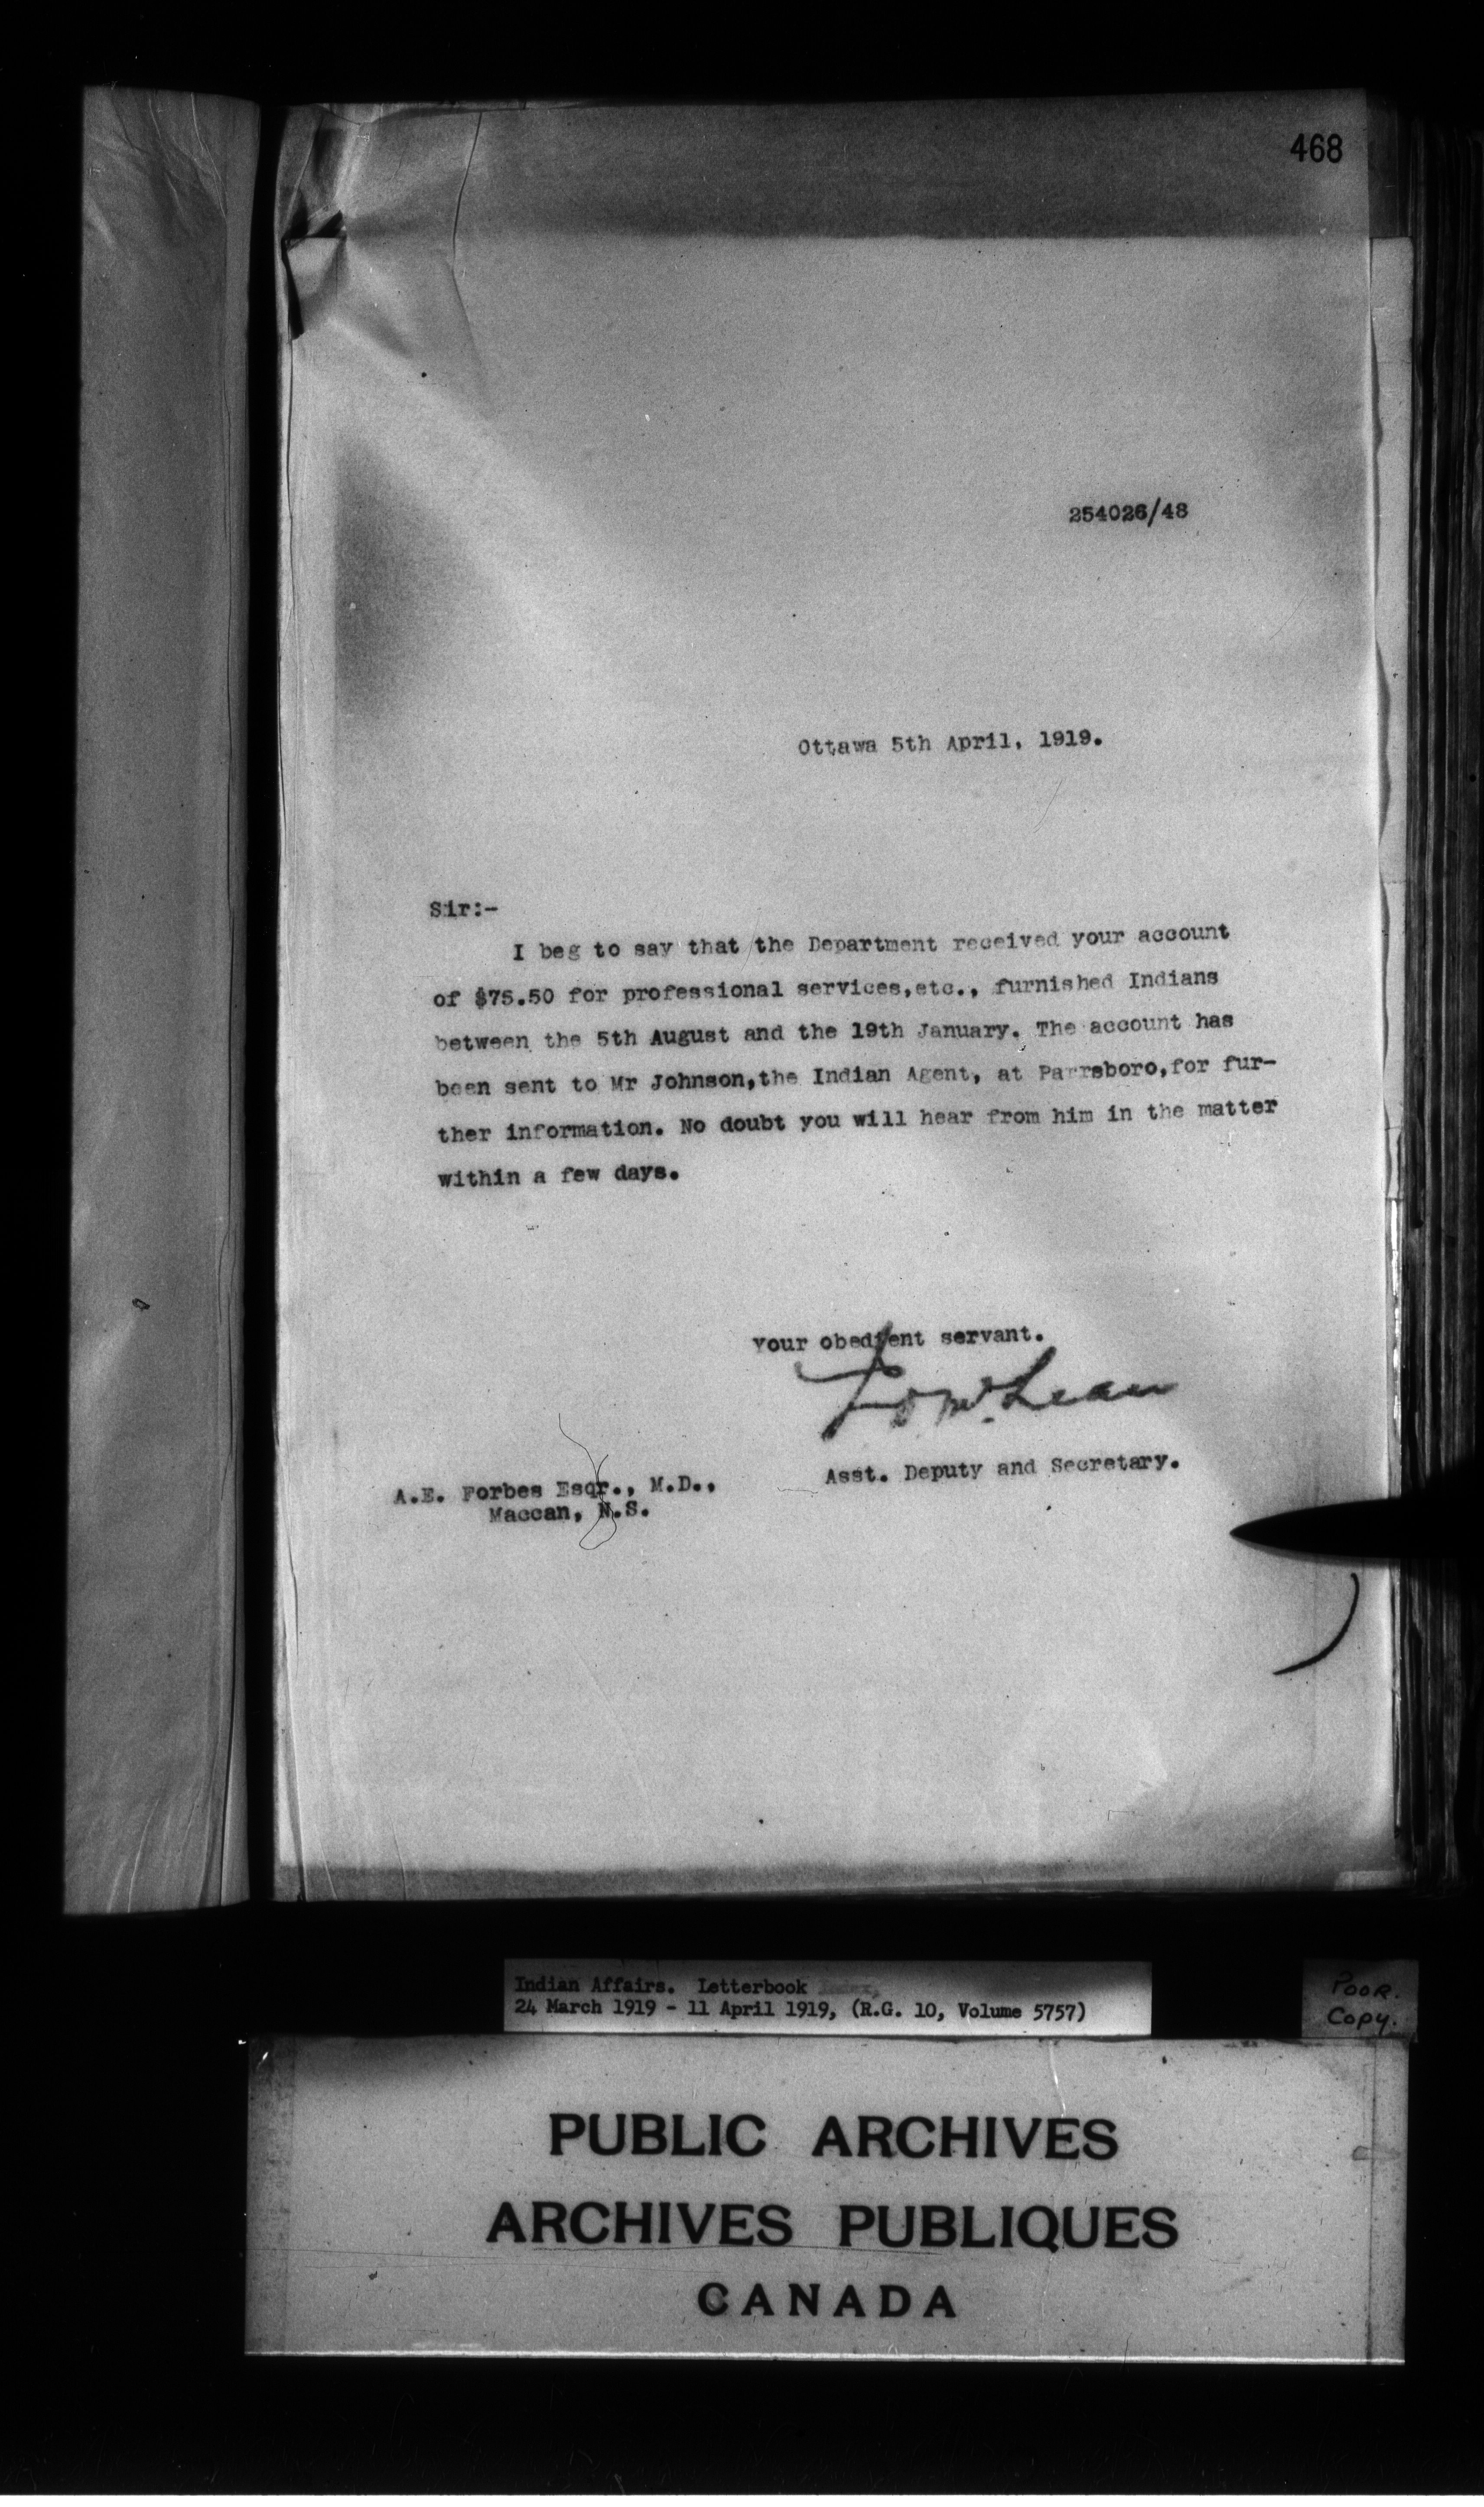 468
254026/48
Ottawa 5th April, 1919.
Sir:-
I beg to say that the Department received your account
of $75.50 for professional services,etc., furnished Indians
between the 5th August and the 19th January. The account has
been sent to Mr Johnson,the Indian Agent, at Parrsboro,for fur-
ther information. No doubt you will hear from him in the matter
within a few days.
Your obedient servant.
J D McLean
Asst. Deputy and Secretary.
A.E. Forbes Esqr., M.D.,
Maccan, N.S.
Indian Affairs. Letterbook
24 March 1919 - 11 April 1919, (R.G. 10, Volume 5757)
Poor.
Copy.
PUBLIC ARCHIVES
ARCHIVES PUBLIQUES
CANADA